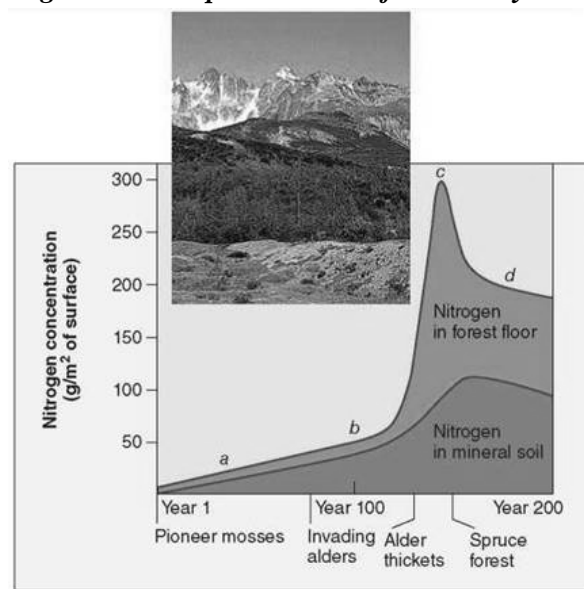 300
c
250
d
200
Nitrogen
in forest floor
150
100
b
50
a
Nitrogen
in mineral soil
Nitrogen concentration
(g/m² of surface)
Year 1
Year 100
Year 200
Pioneer mosses
Invading
alders
Alder
thickets
Spruce
forest